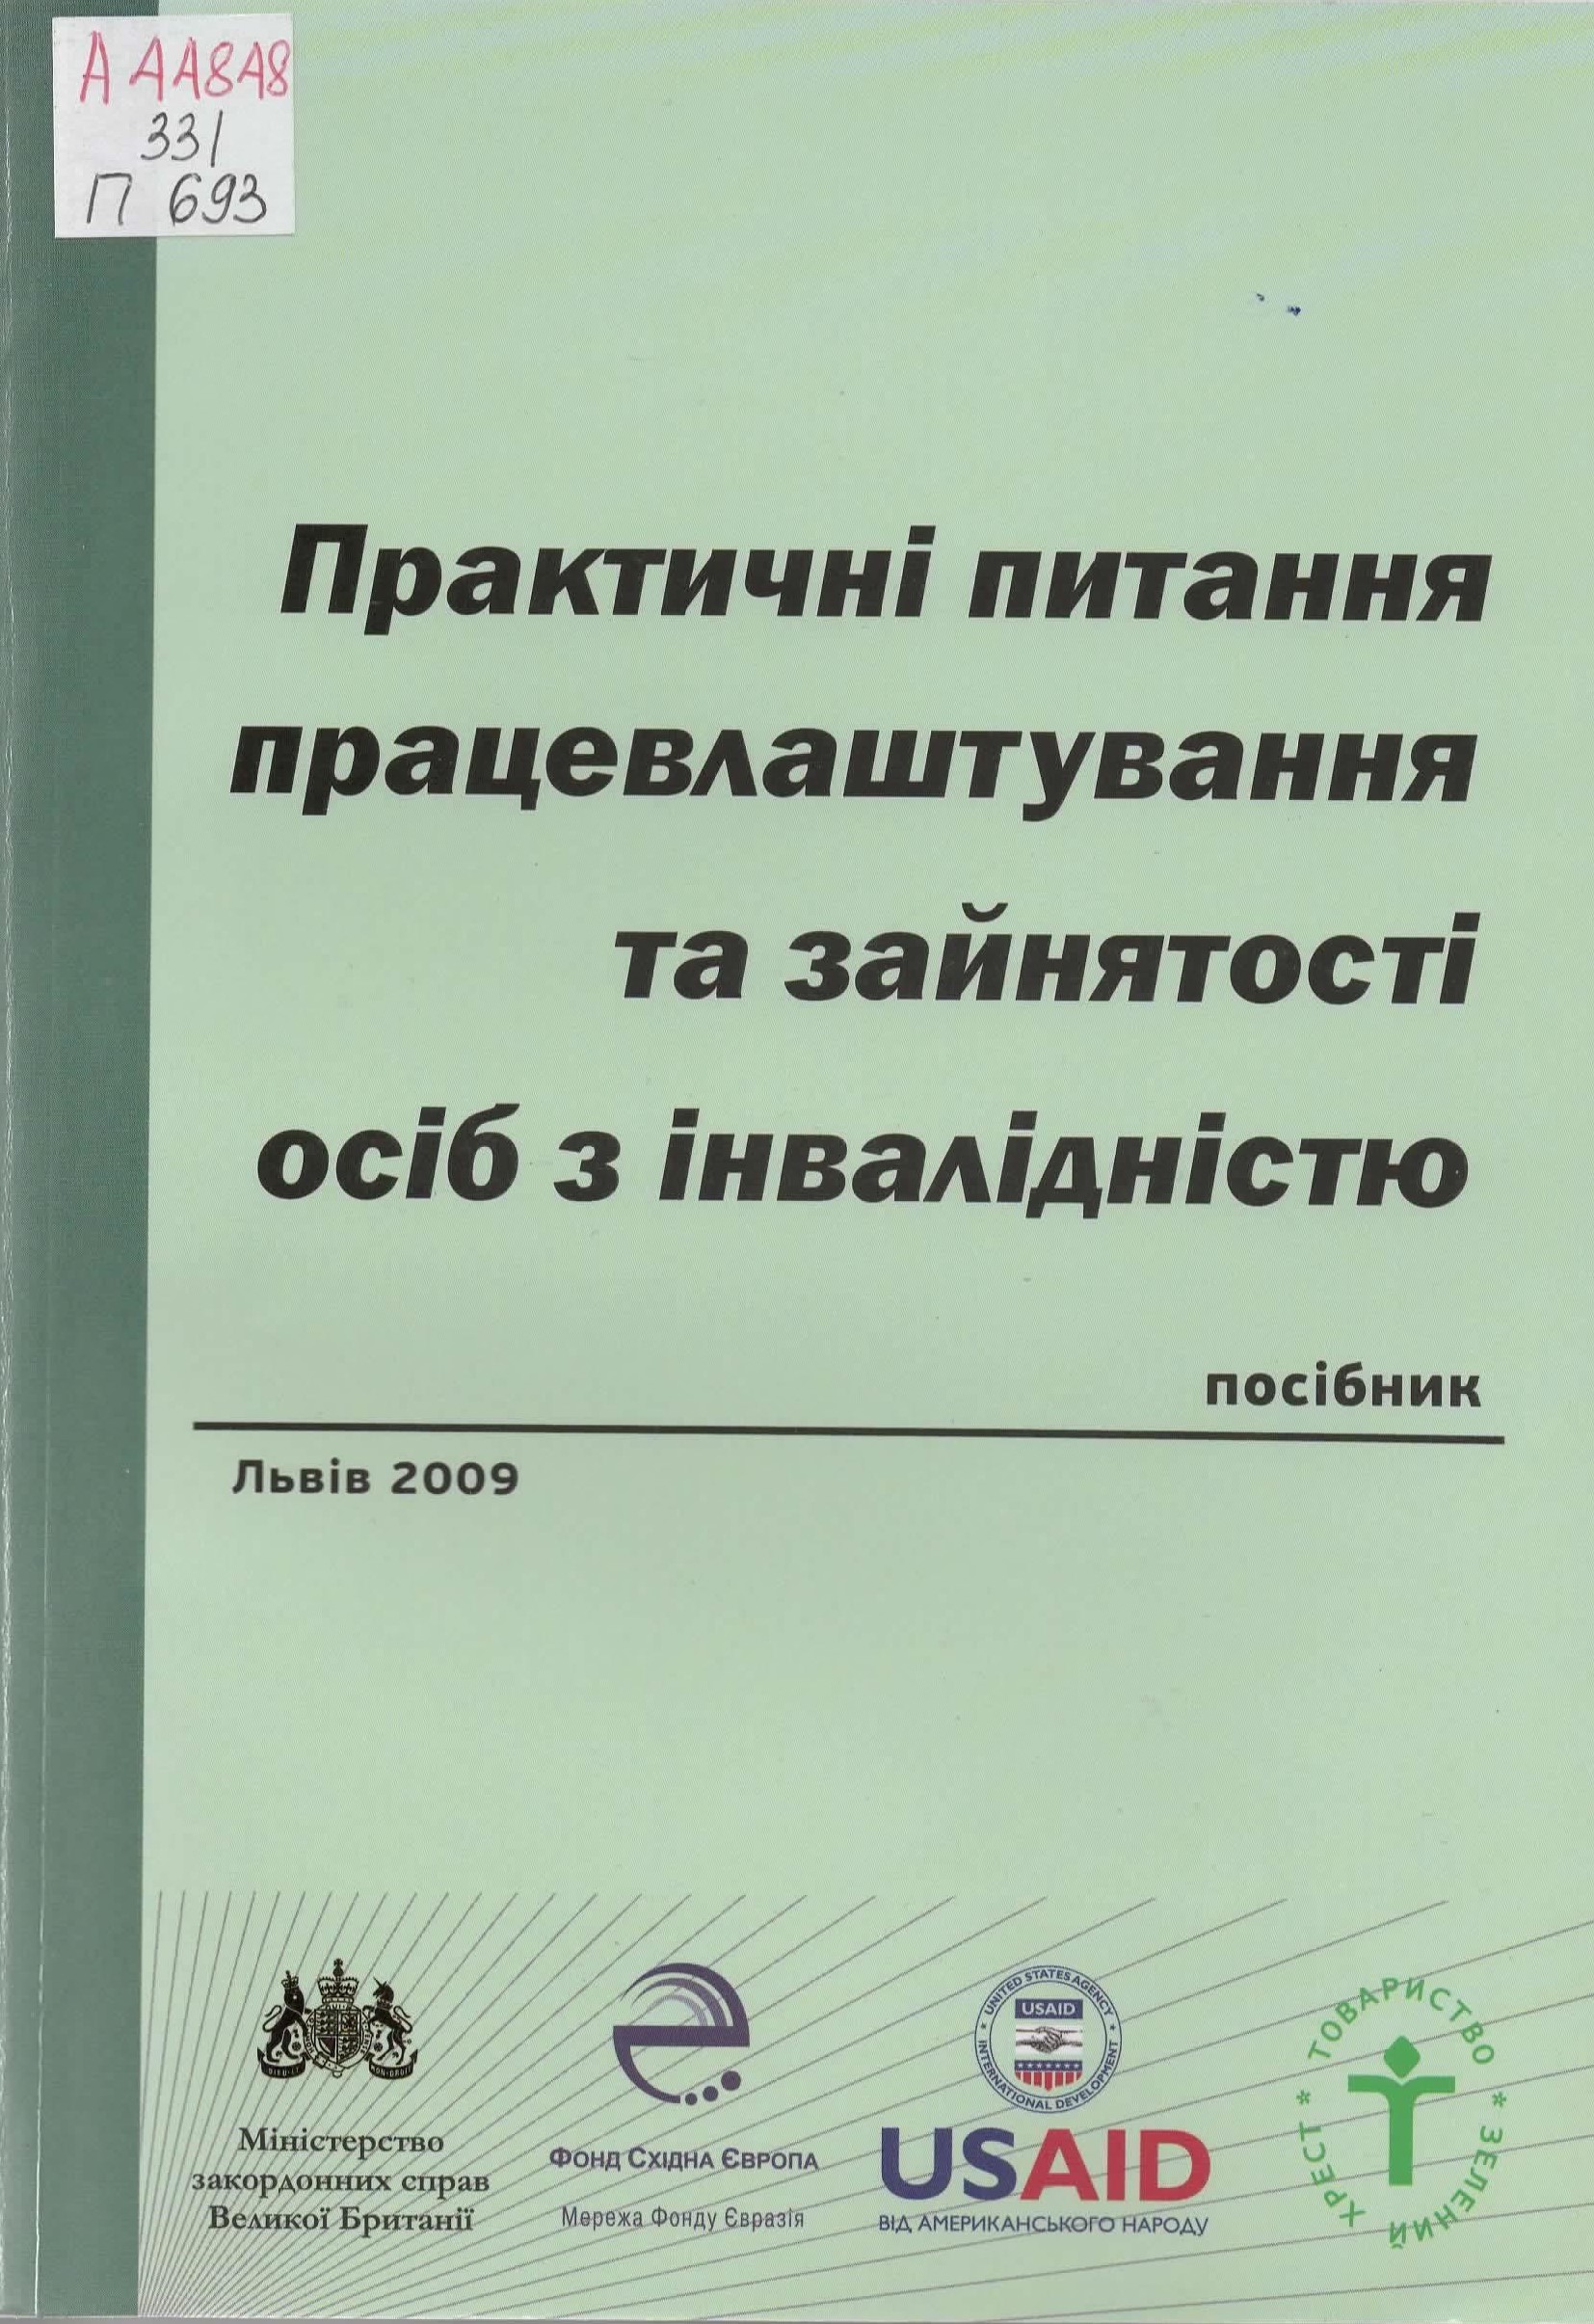 А АА8А8
331
П 693
Практичні питання
працевлаштування
та зайнятості
осіб з інвалідністю
посібник
Львів 2009
Міністерство
закордонних справ
Великої Британії
Фонд Східна Європа
Мережа Фонду Євразія
UNITED STATES AGENCY
INTERNATIONAL DEVELOPMENT
USAID
USAID
ВІД АМЕРИКАНСЬКОГО НАРОДУ
ТОВАРИСТВО * ЗЕЛЕНИЙ ХРЕСТ *